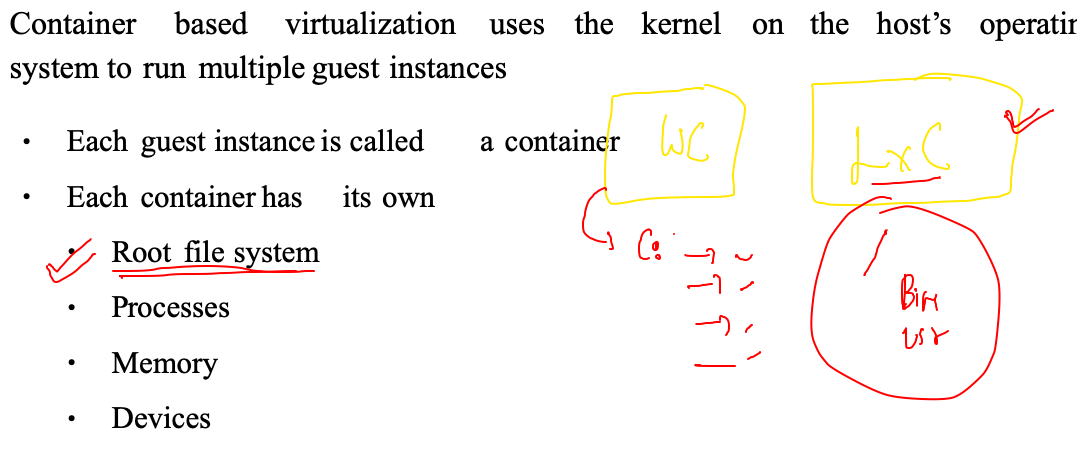 Container based virtualization uses the kernel on the host's operatin
system to run multiple guest instances
• Each guest instance is called a container
WC
LxC
• Each container has its own
• Root file system
C:
• Processes
Bin
usr
• Memory
• Devices